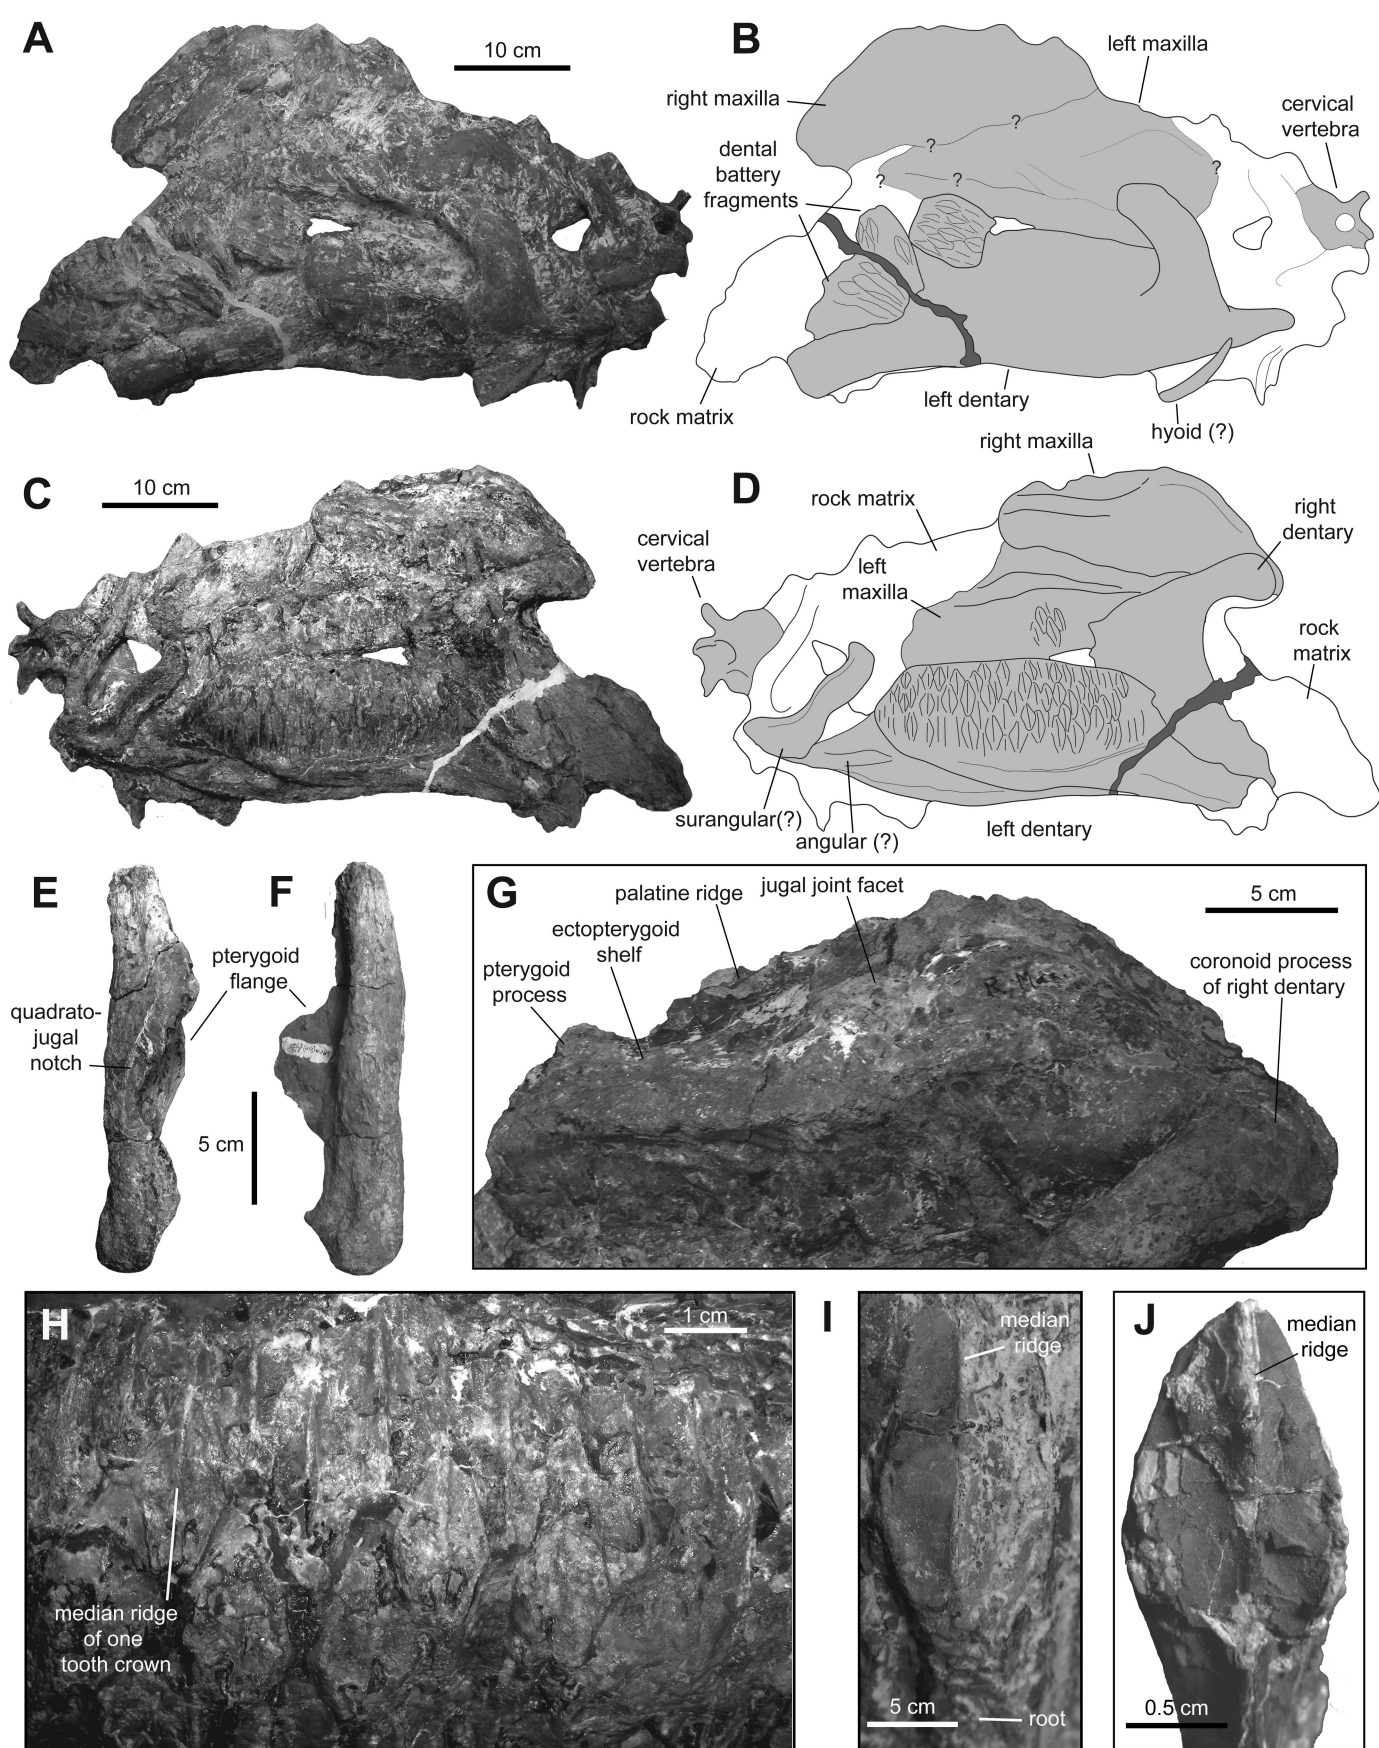 A
10 cm
B
left maxilla
right maxilla
cervical
vertebra
dental
battery
fragments
?
?
?
?
?
rock matrix
left dentary
hyoid (?)
C
10 cm
D
right maxilla
rock matrix
right
dentary
cervical
vertebra
left
maxilla
rock
matrix
surangular(?)
angular (?)
left dentary
E
F
pterygoid
flange
quadrato-
jugal
notch
5 cm
G
palatine ridge
jugal joint facet
5 cm
ectopterygoid
shelf
pterygoid
process
coronoid process
of right dentary
R. Max
H
1 cm
median ridge
of one
tooth crown
I
median
ridge
5 cm
root
J
median
ridge
0.5 cm